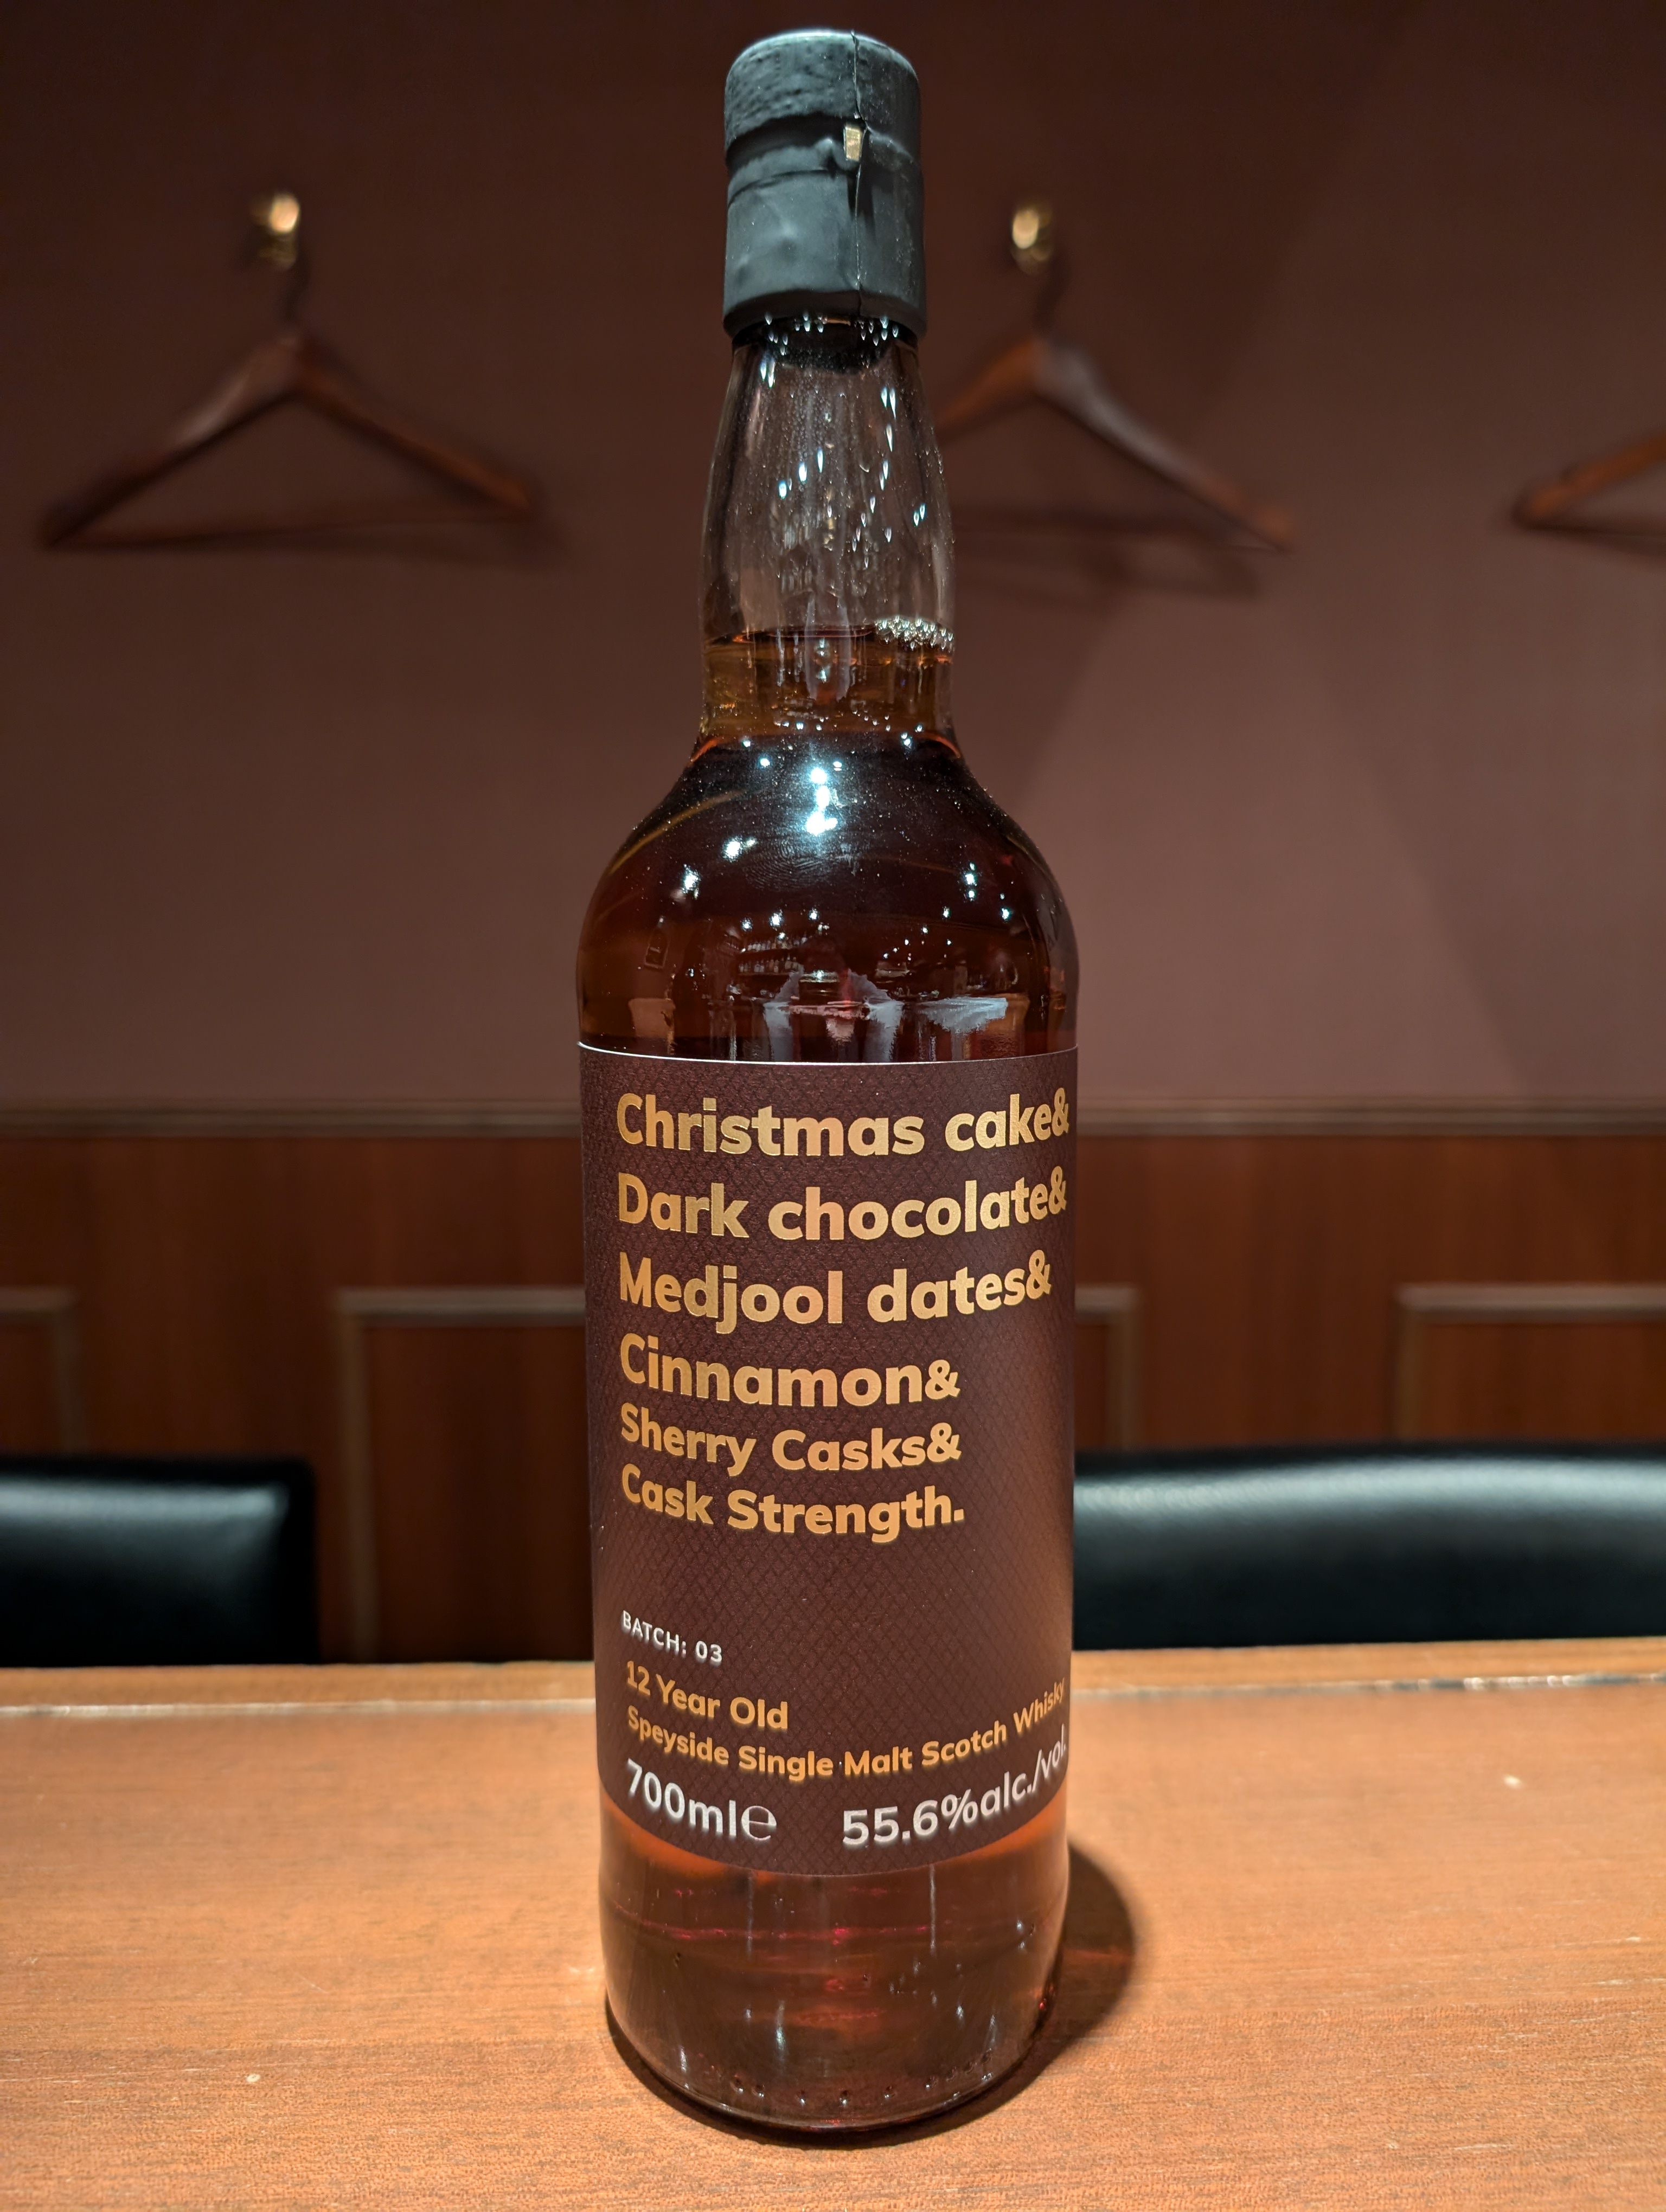 Christmas cake&
Dark chocolate&
Medjool dates&
Cinnamon&
Sherry Casks&
Cask Strength.
BATCH: 03
12 Year Old
Speyside Single Malt Scotch Whisky
700ml℮ 55.6%alc./vol.